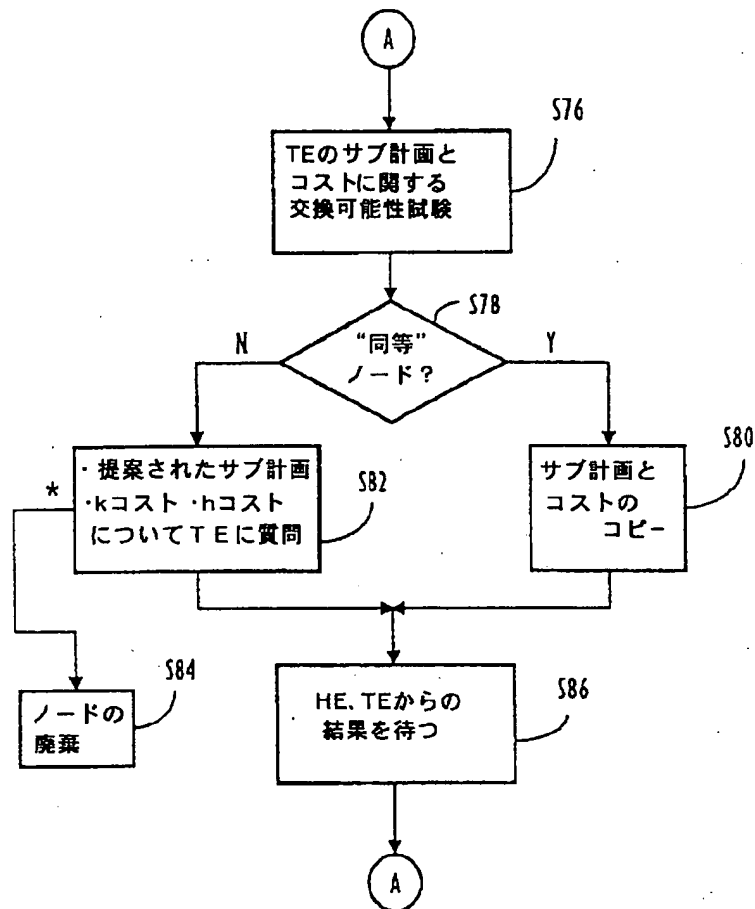 A
S76
TEのサブ計画と
コストに関する
交換可能性試験
S78
“同等”
ノード?
N
Y
S80
・提案されたサブ計画
・kコスト・hコスト
についてTEに質問
*
S82
サブ計画と
コストの
コピー
S84
ノードの
廃棄
HE、TEからの
結果を待つ
S86
A